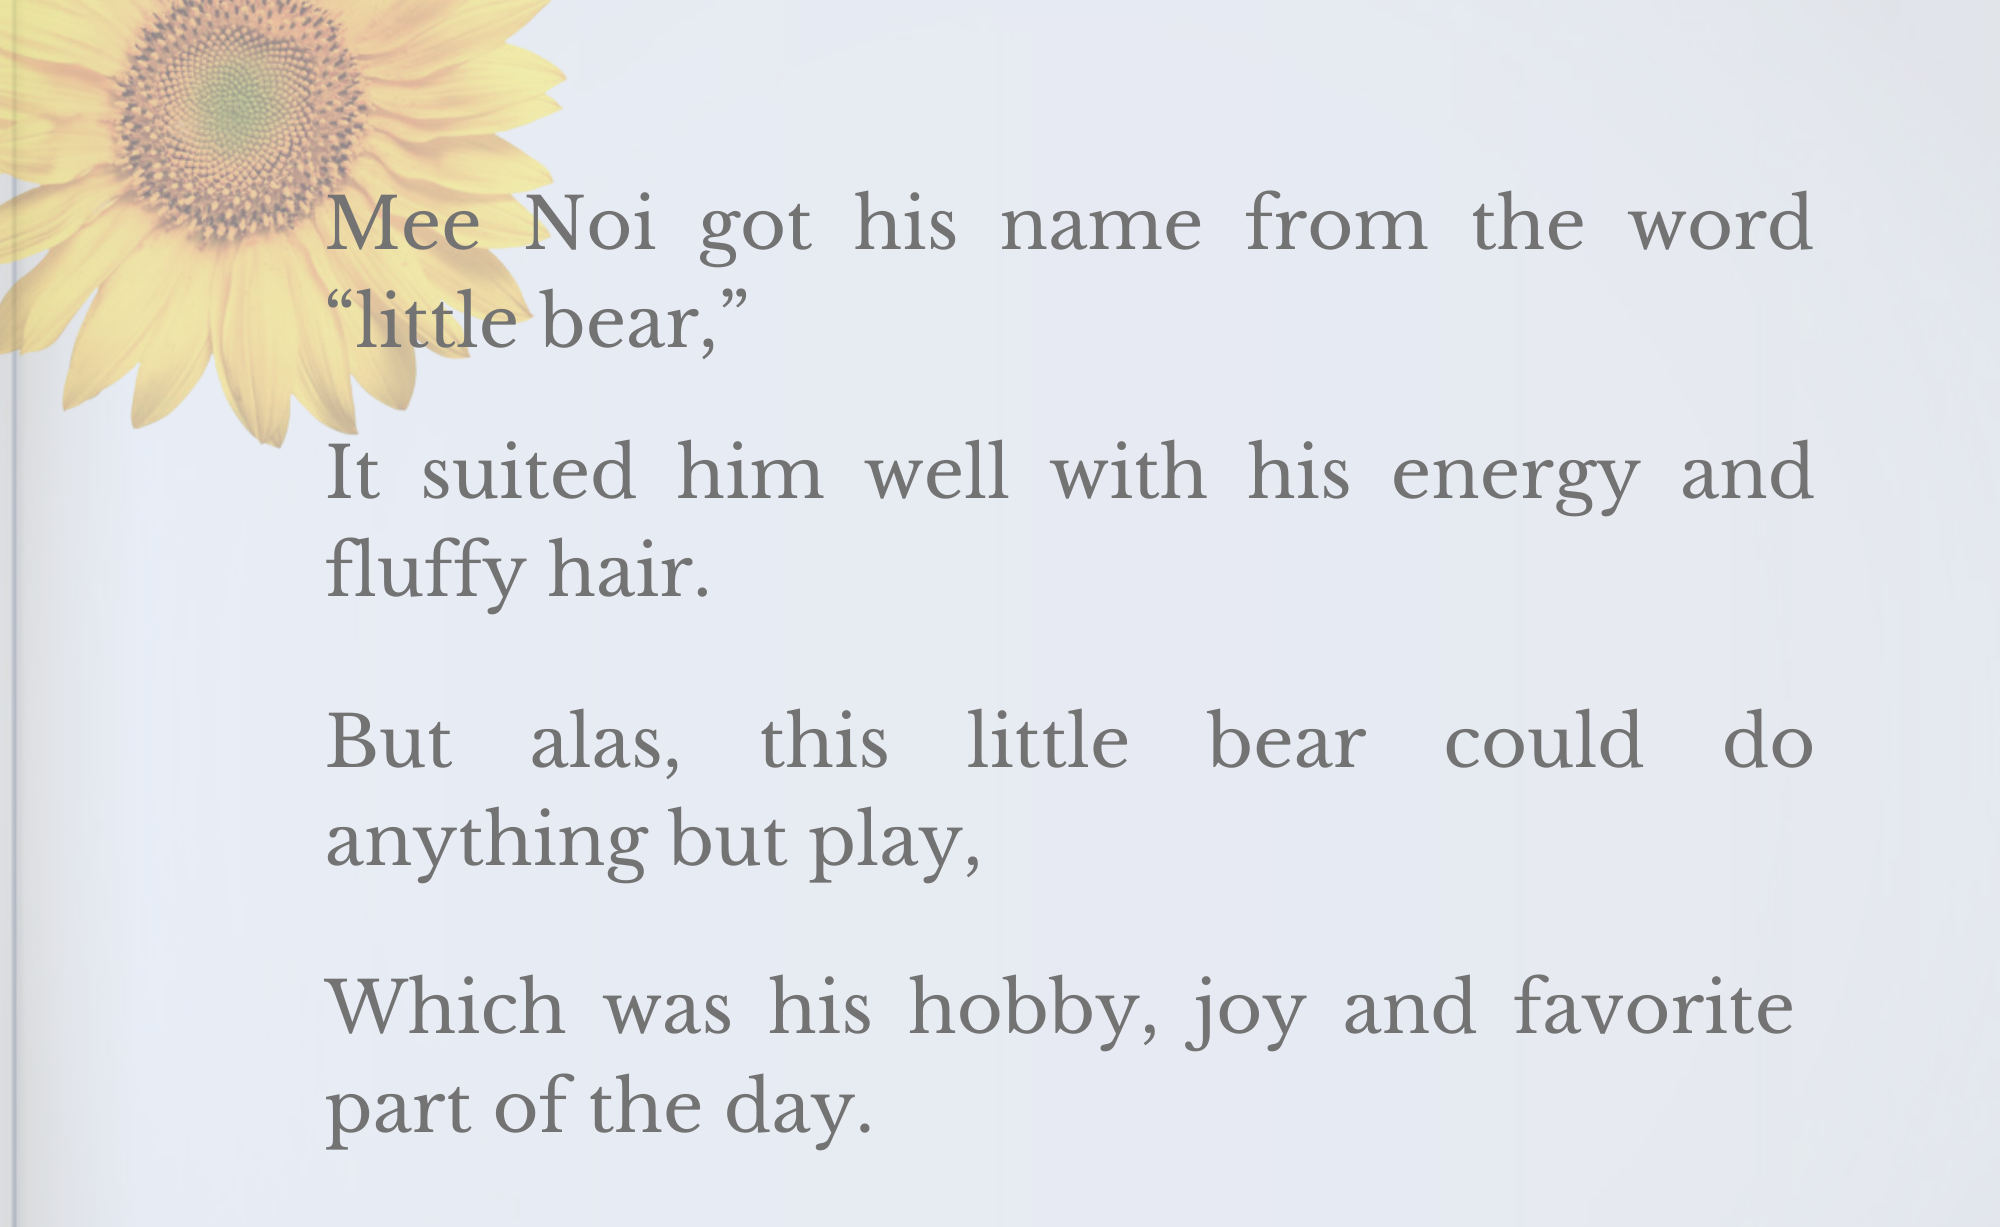 Mee Noi got his name from the word
“little bear,”
It suited him well with his energy and
fluffy hair.
But alas, this little bear could do
anything but play,
Which was his hobby, joy and favorite
part of the day.